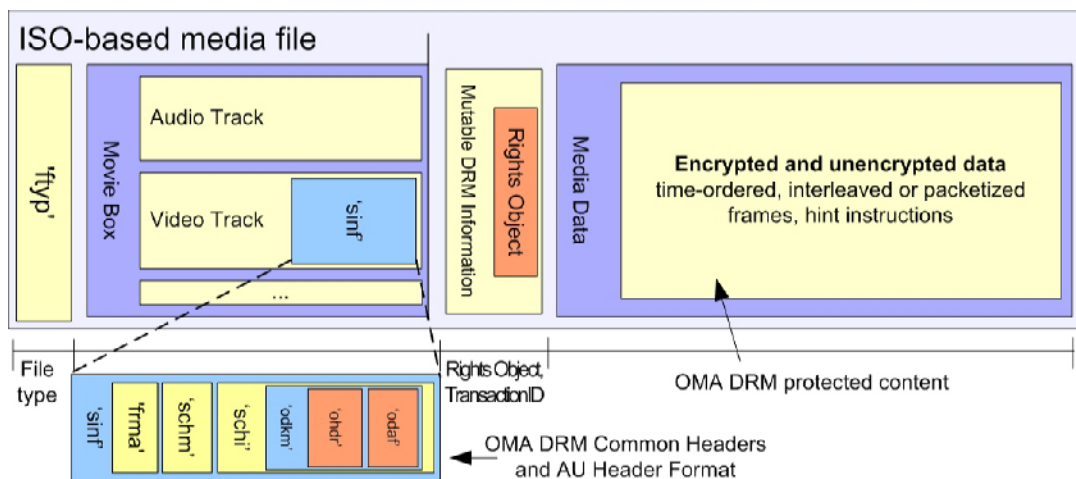 ISO-based media file
'ftyp'
Movie Box
Audio Track
Video Track
'sinf'
...
Mutable DRM Information
Rights Object
Media Data
Encrypted and unencrypted data
time-ordered, interleaved or packetized
frames, hint instructions
File
type
Rights Object,
TransactionID
OMA DRM protected content
'sinf'
'frma'
'schm'
'schi'
'odkm'
'ohdr'
'odaf'
OMA DRM Common Headers
and AU Header Format